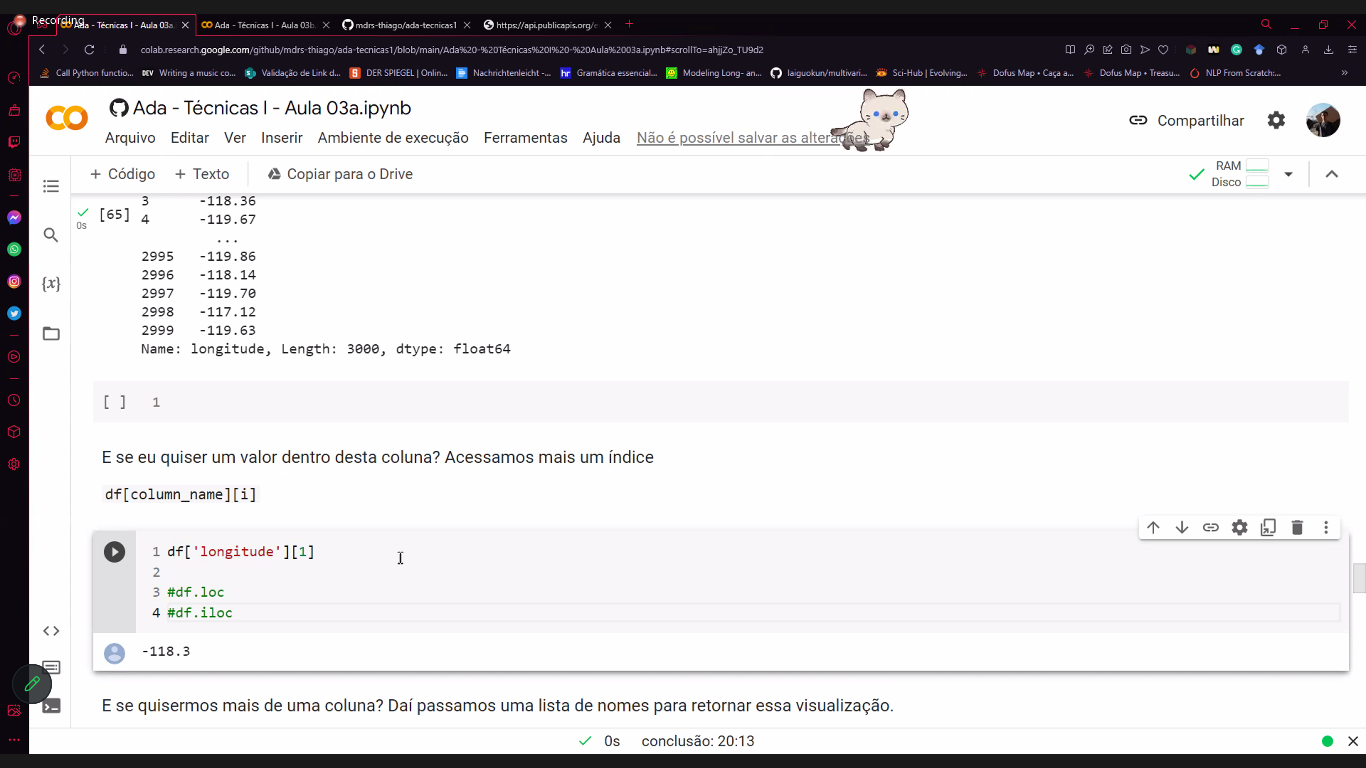 Recording
Ada - Técnicas I - Aula 03a.
Ada - Técnicas I - Aula 03b.
mdrs-thiago/ada-tecnicas1
https://api.publicapis.org/e
colab.research.google.com/github/mdrs-thiago/ada-tecnicas1/blob/main/Ada%20-%20Técnicas%20I%20-%20Aula%2003a.ipynb#scrollTo=ahjjZo_TU9d2
Call Python functio...
DEV Writing a music co...
Validação de Link d...
DER SPIEGEL | Onlin...
Nachrichtenleicht -...
hr Gramática essencial...
Modeling Long- an...
laiguokun/multivari...
Sci-Hub | Evolving...
Dofus Map • Caça a...
Dofus Map • Treasu...
NLP From Scratch:...
»
Ada - Técnicas I - Aula 03a.ipynb
Arquivo Editar Ver Inserir Ambiente de execução Ferramentas Ajuda Não é possível salvar as alterações
Compartilhar
+ Código + Texto Copiar para o Drive
RAM
Disco
{x}
[65]
0s
3 -118.36
4 -119.67
...
2995 -119.86
2996 -118.14
2997 -119.70
2998 -117.12
2999 -119.63
Name: longitude, Length: 3000, dtype: float64
[ ] 1
E se eu quiser um valor dentro desta coluna? Acessamos mais um índice
df[column_name][i]
1 df['longitude'][1]
2
3 #df.loc
4 #df.iloc
-118.3
E se quisermos mais de uma coluna? Daí passamos uma lista de nomes para retornar essa visualização.
0s conclusão: 20:13